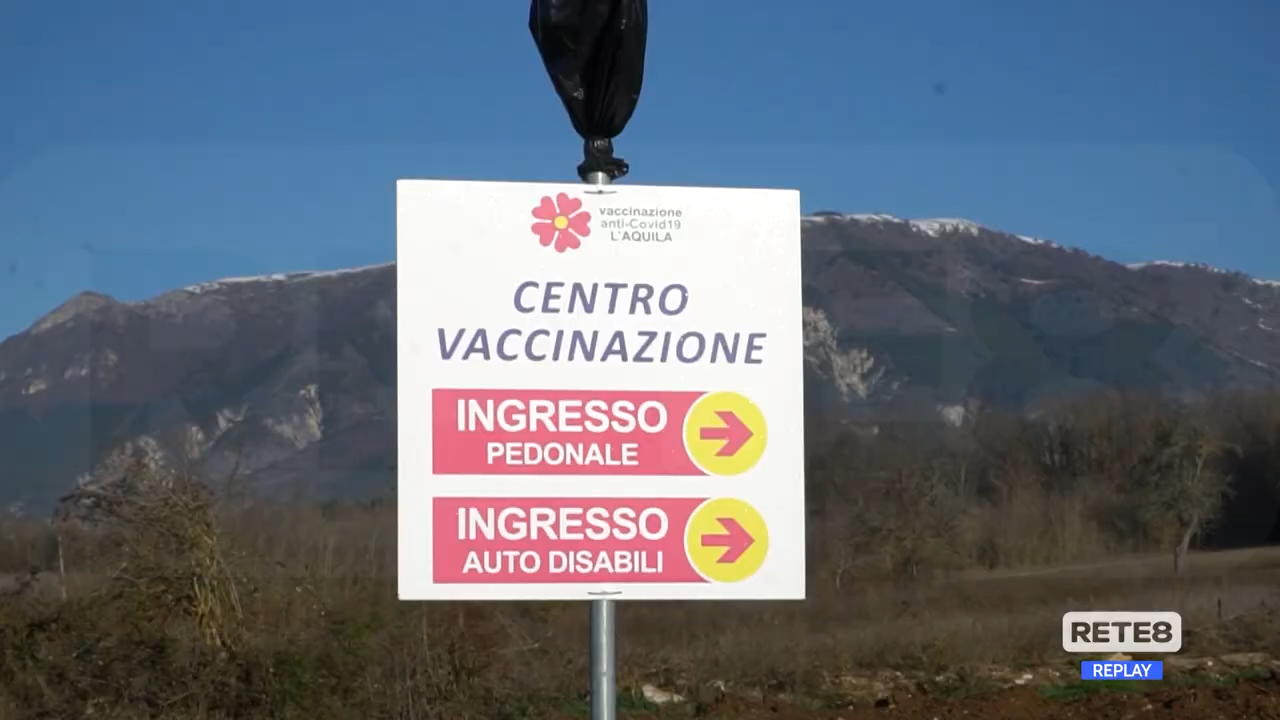 vaccinazione
anti-Covid19
L'AQUILA
CENTRO
VACCINAZIONE
INGRESSO
PEDONALE
INGRESSO
AUTO DISABILI
RETE8
REPLAY